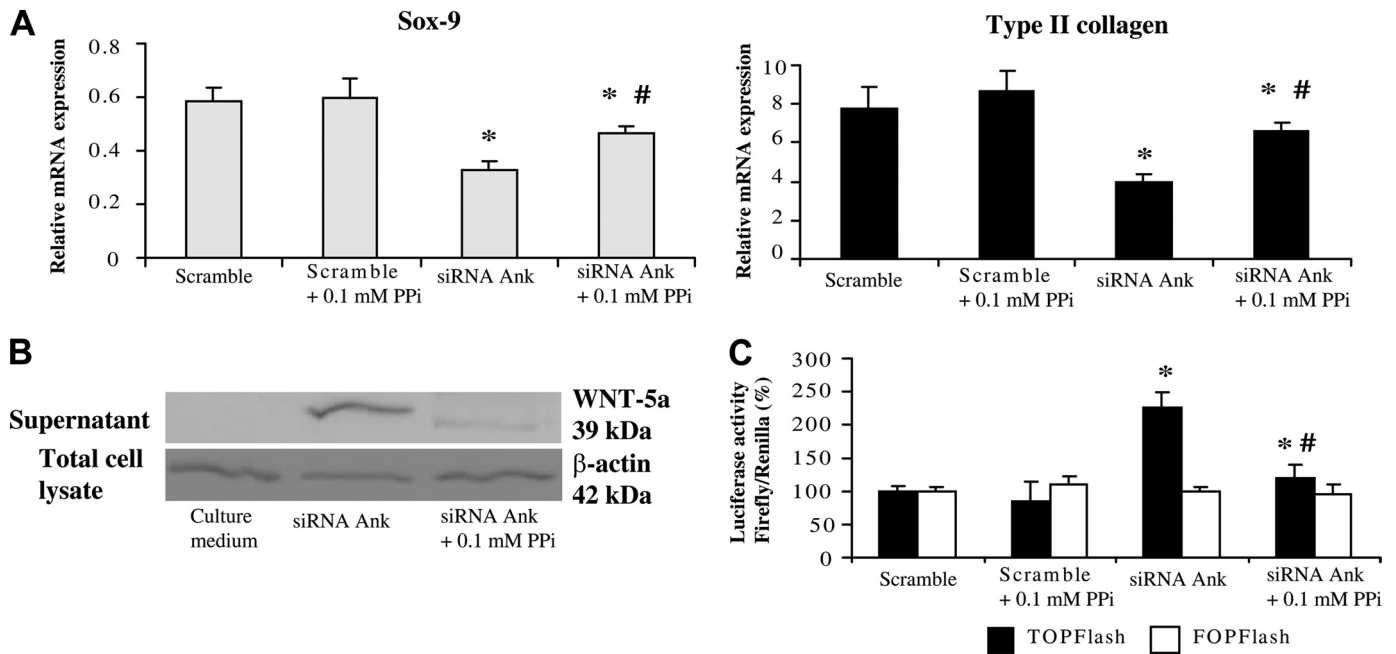 A
Sox-9
Relative mRNA expression
0.8
0.6
0.4
0.2
0
*
* #
Scramble
Scramble
+ 0.1 mM PPi
siRNA Ank
siRNA Ank
+ 0.1 mM PPi
Type II collagen
Relative mRNA expression
10
8
6
4
2
0
*
* #
Scramble
Scramble
+ 0.1 mM PPi
siRNA Ank
siRNA Ank
+ 0.1 mM PPi
B
Supernatant
Total cell
lysate
WNT-5a
39 kDa
β-actin
42 kDa
Culture
medium
siRNA Ank
siRNA Ank
+ 0.1 mM PPi
C
Luciferase activity
Firefly/Renilla (%)
300
250
200
150
100
50
0
*
* #
Scramble
Scramble
+ 0.1 mM PPi
siRNA Ank
siRNA Ank
+ 0.1 mM PPi
TOPFlash
FOPFlash